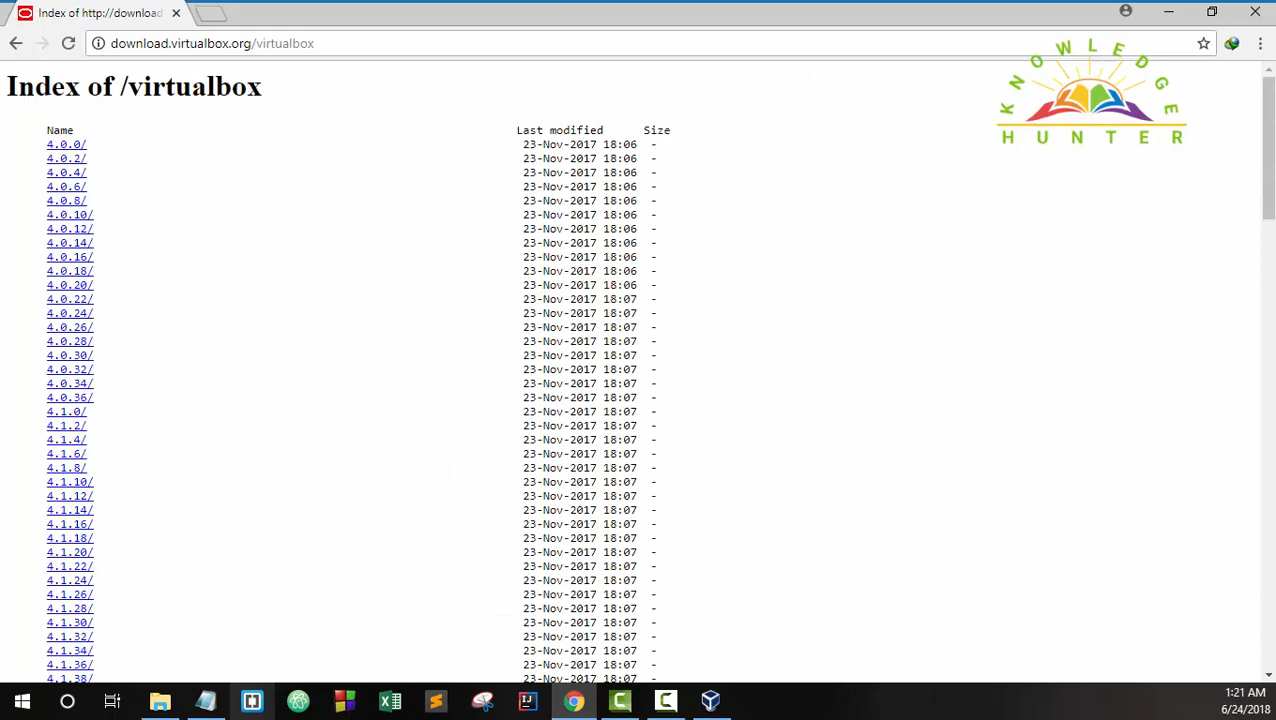 Index of http://download
download.virtualbox.org/virtualbox
KNOWLEDGE
HUNTER
Index of /virtualbox
Name Last modified Size
4.0.0/ 23-Nov-2017 18:06 -
4.0.2/ 23-Nov-2017 18:06 -
4.0.4/ 23-Nov-2017 18:06 -
4.0.6/ 23-Nov-2017 18:06 -
4.0.8/ 23-Nov-2017 18:06 -
4.0.10/ 23-Nov-2017 18:06 -
4.0.12/ 23-Nov-2017 18:06 -
4.0.14/ 23-Nov-2017 18:06 -
4.0.16/ 23-Nov-2017 18:06 -
4.0.18/ 23-Nov-2017 18:06 -
4.0.20/ 23-Nov-2017 18:06 -
4.0.22/ 23-Nov-2017 18:07 -
4.0.24/ 23-Nov-2017 18:07 -
4.0.26/ 23-Nov-2017 18:07 -
4.0.28/ 23-Nov-2017 18:07 -
4.0.30/ 23-Nov-2017 18:07 -
4.0.32/ 23-Nov-2017 18:07 -
4.0.34/ 23-Nov-2017 18:07 -
4.0.36/ 23-Nov-2017 18:07 -
4.1.0/ 23-Nov-2017 18:07 -
4.1.2/ 23-Nov-2017 18:07 -
4.1.4/ 23-Nov-2017 18:07 -
4.1.6/ 23-Nov-2017 18:07 -
4.1.8/ 23-Nov-2017 18:07 -
4.1.10/ 23-Nov-2017 18:07 -
4.1.12/ 23-Nov-2017 18:07 -
4.1.14/ 23-Nov-2017 18:07 -
4.1.16/ 23-Nov-2017 18:07 -
4.1.18/ 23-Nov-2017 18:07 -
4.1.20/ 23-Nov-2017 18:07 -
4.1.22/ 23-Nov-2017 18:07 -
4.1.24/ 23-Nov-2017 18:07 -
4.1.26/ 23-Nov-2017 18:07 -
4.1.28/ 23-Nov-2017 18:07 -
4.1.30/ 23-Nov-2017 18:07 -
4.1.32/ 23-Nov-2017 18:07 -
4.1.34/ 23-Nov-2017 18:07 -
4.1.36/ 23-Nov-2017 18:07 -
4.1.38/ 23-Nov-2017 18:07 -
1:21 AM
6/24/2018